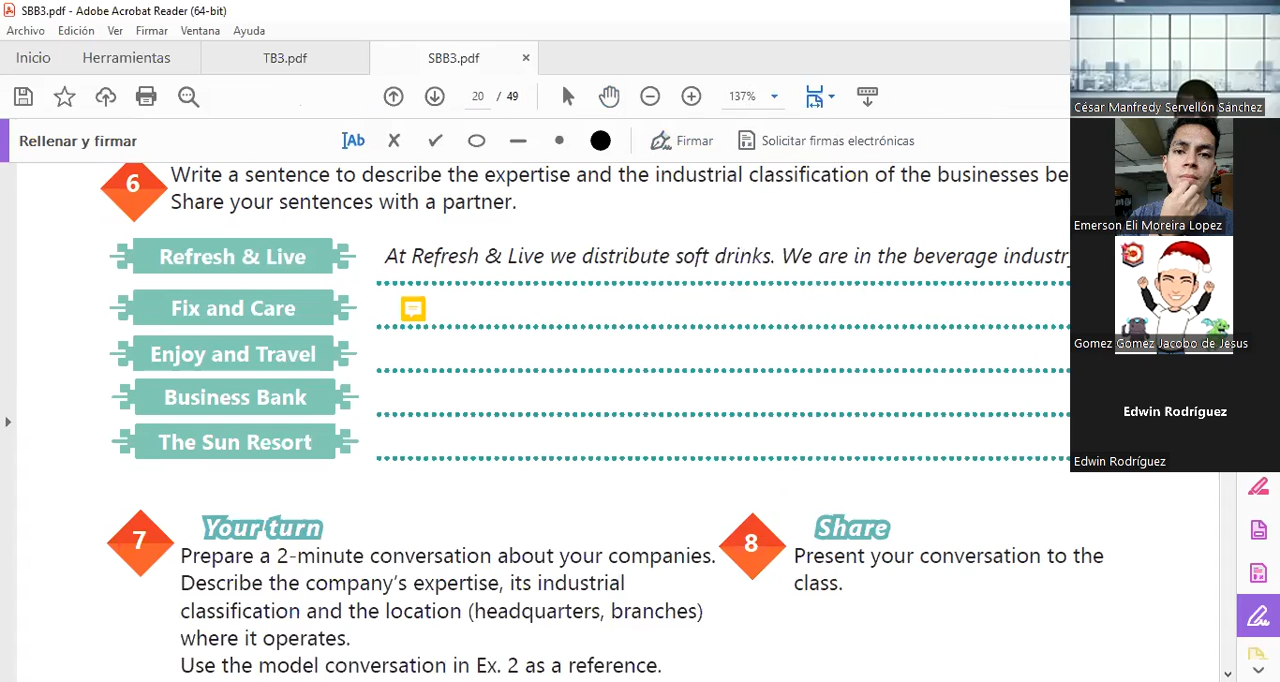 SBB3.pdf - Adobe Acrobat Reader (64-bit)
Archivo Edición Ver Firmar Ventana Ayuda
Inicio Herramientas TB3.pdf SBB3.pdf ×
20 / 49 137%
Rellenar y firmar Ab Firmar Solicitar firmas electrónicas
César Manfredy Servellón Sánchez
Emerson Eli Moreira Lopez
Gomez Gomez Jacobo de Jesus
Edwin Rodríguez
Edwin Rodríguez
6 Write a sentence to describe the expertise and the industrial classification of the businesses be
Share your sentences with a partner.
Refresh & Live At Refresh & Live we distribute soft drinks. We are in the beverage industr
Fix and Care
Enjoy and Travel
Business Bank
The Sun Resort
7 Your turn
Prepare a 2-minute conversation about your companies.
Describe the company's expertise, its industrial
classification and the location (headquarters, branches)
where it operates.
Use the model conversation in Ex. 2 as a reference.
8 Share
Present your conversation to the
class.